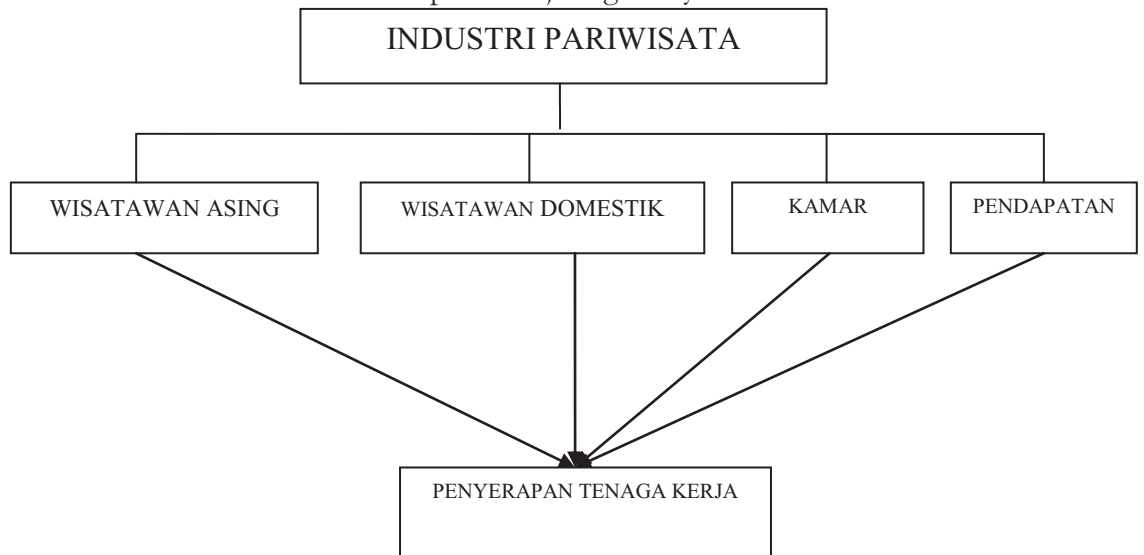 INDUSTRI PARIWISATA
WISATAWAN ASING
WISATAWAN DOMESTIK
KAMAR
PENDAPATAN
PENYERAPAN TENAGA KERJA